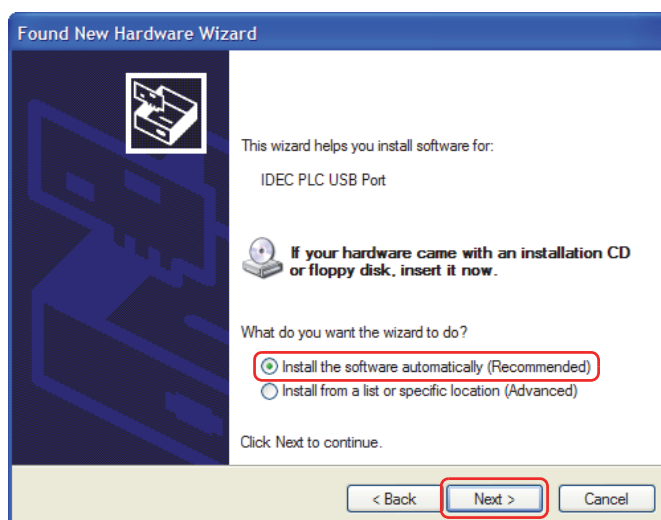 Found New Hardware Wizard
This wizard helps you install software for:
IDEC PLC USB Port
If your hardware came with an installation CD
or floppy disk, insert it now.
What do you want the wizard to do?
Install the software automatically (Recommended)
Install from a list or specific location (Advanced)
Click Next to continue.
< Back Next > Cancel